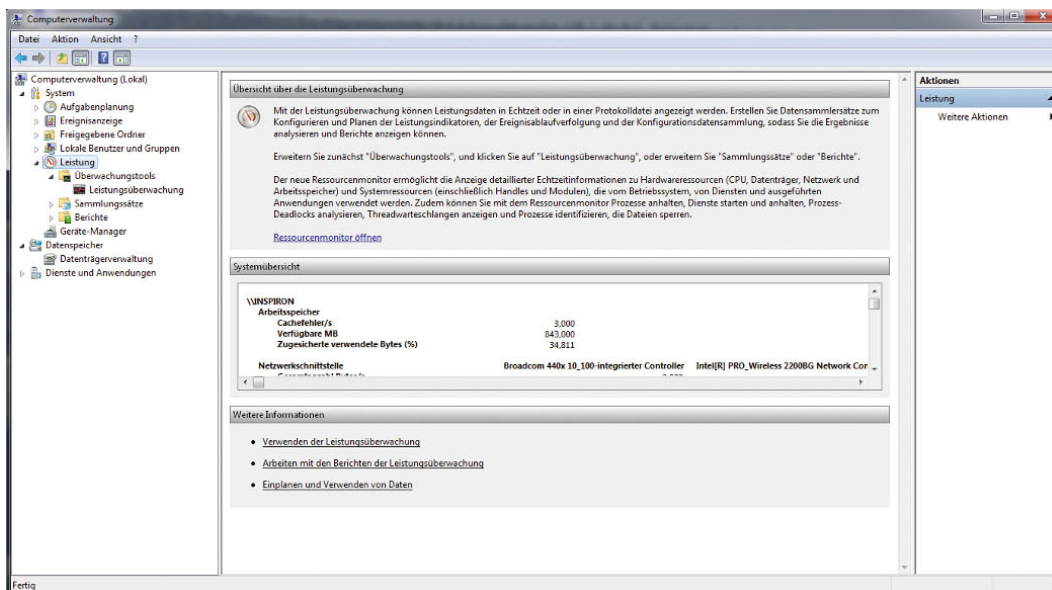 Computerverwaltung
Datei Aktion Ansicht ?
Computerverwaltung (Lokal)
System
Aufgabenplanung
Ereignisanzeige
Freigegebene Ordner
Lokale Benutzer und Gruppen
Leistung
Überwachungstools
Leistungsüberwachung
Sammlungssätze
Berichte
Geräte-Manager
Datenspeicher
Datenträgerverwaltung
Dienste und Anwendungen
Übersicht über die Leistungsüberwachung
Mit der Leistungsüberwachung können Leistungsdaten in Echtzeit oder in einer Protokolldatei angezeigt werden. Erstellen Sie Datensammlersätze zum
Konfigurieren und Planen der Leistungsindikatoren, der Ereignisablaufverfolgung und der Konfigurationsdatensammlung, sodass Sie die Ergebnisse
analysieren und Berichte anzeigen können.
Erweitern Sie zunächst "Überwachungstools", und klicken Sie auf "Leistungsüberwachung", oder erweitern Sie "Sammlungssätze" oder "Berichte".
Der neue Ressourcenmonitor ermöglicht die Anzeige detaillierter Echtzeitinformationen zu Hardwareressourcen (CPU, Datenträger, Netzwerk und
Arbeitsspeicher) und Systemressourcen (einschließlich Handles und Modulen), die vom Betriebssystem, von Diensten und ausgeführten
Anwendungen verwendet werden. Zudem können Sie mit dem Ressourcenmonitor Prozesse anhalten, Dienste starten und anhalten, Prozess-
Deadlocks analysieren, Threadwarteschlangen anzeigen und Prozesse identifizieren, die Dateien sperren.
Ressourcenmonitor öffnen
Systemübersicht
\\INSPIRON
Arbeitsspeicher
Cachefehler/s 3,000
Verfügbare MB 843,000
Zugesicherte verwendete Bytes (%) 34,811
Netzwerkschnittstelle Broadcom 440x 10_100-integrierter Controller Intel[R] PRO_Wireless 2200BG Network Cor
Weitere Informationen
Verwenden der Leistungsüberwachung
Arbeiten mit den Berichten der Leistungsüberwachung
Einplanen und Verwenden von Daten
Aktionen
Leistung
Weitere Aktionen
Fertig